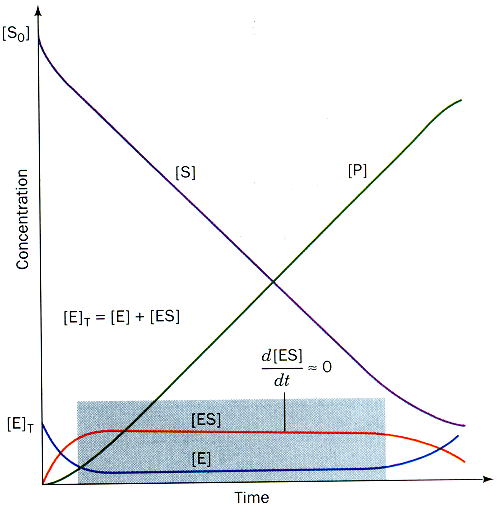 [S₀]
[S]
[P]
Concentration
[E]ₜ = [E] + [ES]
d[ES]
dt
≈ 0
[E]ₜ
[ES]
[E]
Time